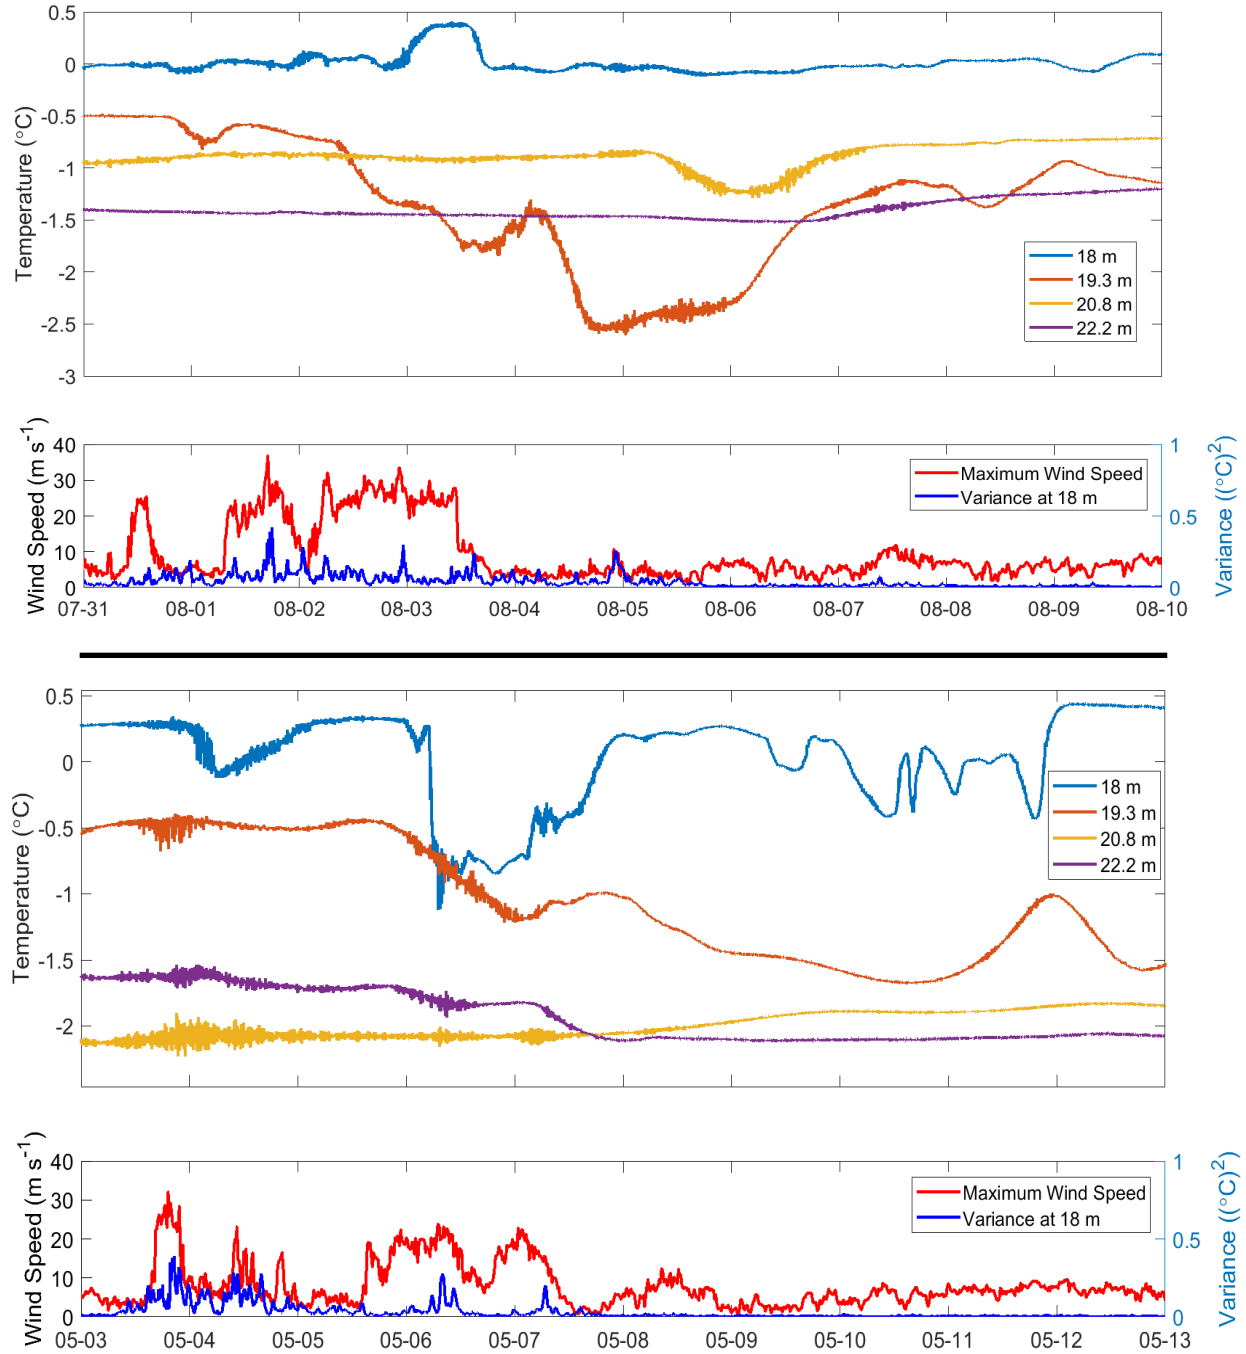 0.5
0
-0.5
-1
-1.5
-2
-2.5
-3
Temperature (°C)
18 m
19.3 m
20.8 m
22.2 m
40
30
20
10
0
Wind Speed (m s⁻¹)
1
0.5
0
Variance ((°C)²)
Maximum Wind Speed
Variance at 18 m
07-31 08-01 08-02 08-03 08-04 08-05 08-06 08-07 08-08 08-09 08-10
0.5
0
-0.5
-1
-1.5
-2
Temperature (°C)
18 m
19.3 m
20.8 m
22.2 m
40
30
20
10
0
Wind Speed (m s⁻¹)
1
0.5
0
Variance ((°C)²)
Maximum Wind Speed
Variance at 18 m
05-03 05-04 05-05 05-06 05-07 05-08 05-09 05-10 05-11 05-12 05-13